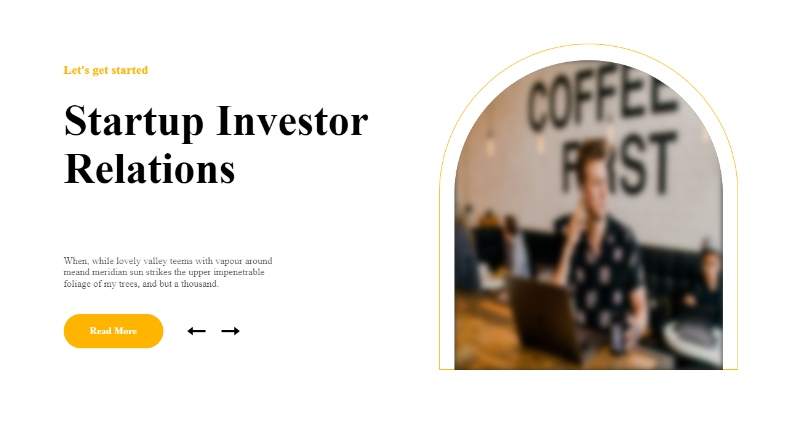 Let's get started
Startup Investor
Relations
When, while lovely valley teems with vapour around
meand meridian sun strikes the upper impenetrable
foliage of my trees, and but a thousand.
Read More
COFFEE
FIRST